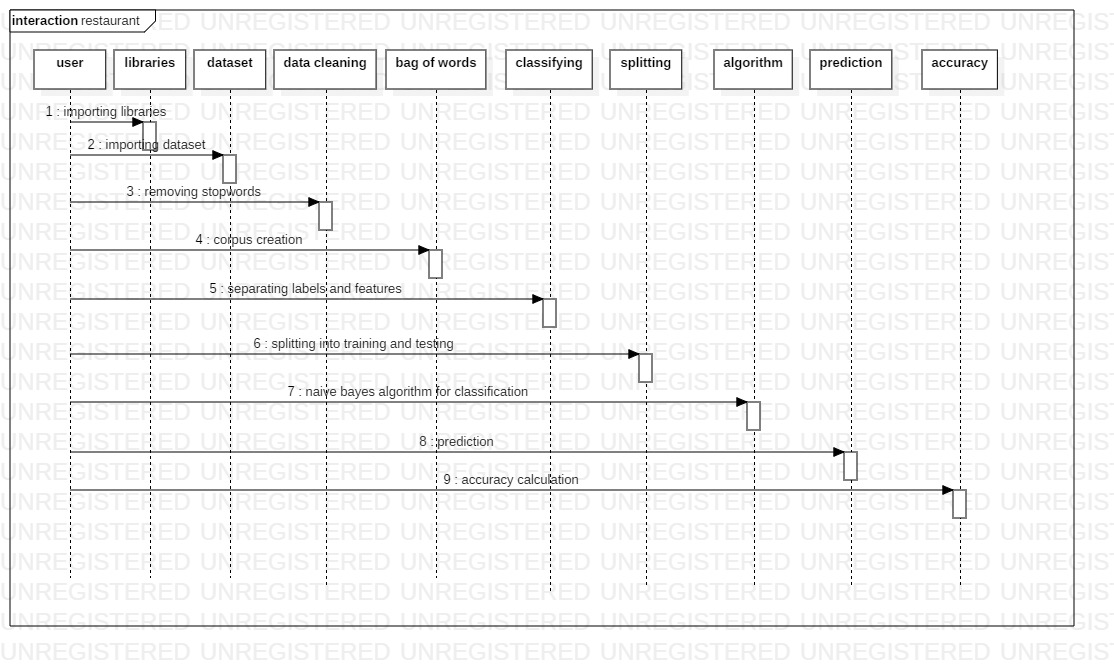 interaction restaurant
user libraries dataset data cleaning bag of words classifying splitting algorithm prediction accuracy
1 : importing libraries
2 : importing dataset
3 : removing stopwords
4 : corpus creation
5 : separating labels and features
6 : splitting into training and testing
7 : naive bayes algorithm for classification
8 : prediction
9 : accuracy calculation
UNREGISTERED